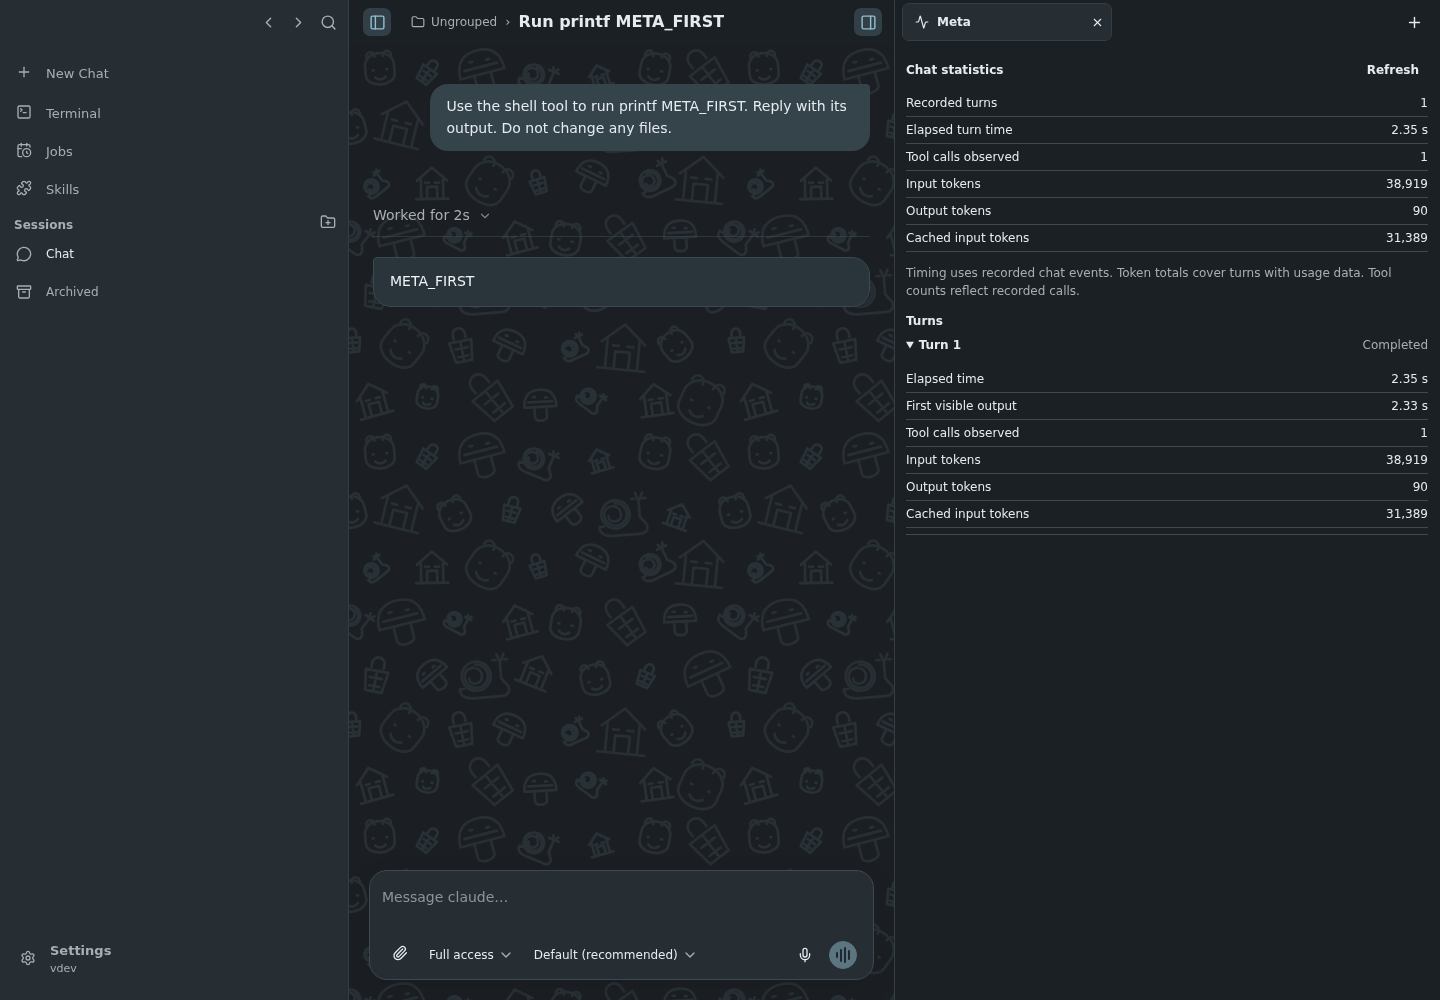 New Chat
Terminal
Jobs
Skills
Sessions
Chat
Archived
Settings
vdev
Ungrouped › Run printf META_FIRST
Use the shell tool to run printf META_FIRST. Reply with its
output. Do not change any files.
Worked for 2s
META_FIRST
Message claude...
Full access
Default (recommended)
Meta
Chat statistics
Refresh
Recorded turns 1
Elapsed turn time 2.35 s
Tool calls observed 1
Input tokens 38,919
Output tokens 90
Cached input tokens 31,389
Timing uses recorded chat events. Token totals cover turns with usage data. Tool
counts reflect recorded calls.
Turns
Turn 1 Completed
Elapsed time 2.35 s
First visible output 2.33 s
Tool calls observed 1
Input tokens 38,919
Output tokens 90
Cached input tokens 31,389